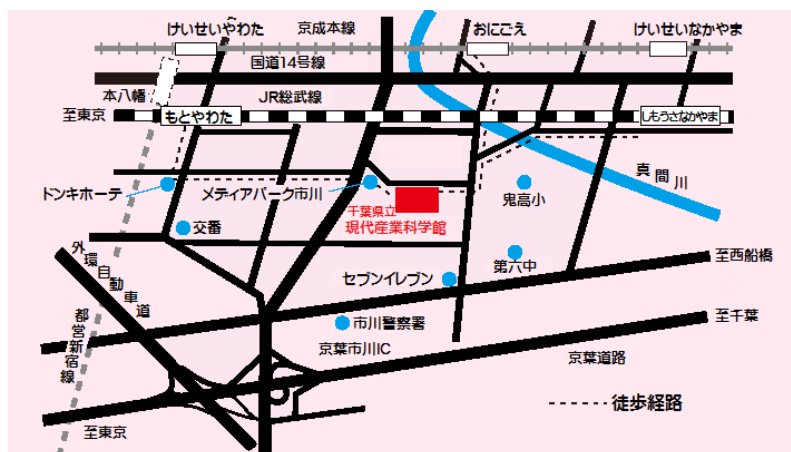 けいせいやわた
京成本線
おにごえ
けいせいなかやま
国道14号線
本八幡
JR総武線
至東京
もとやわた
しもうさなかやま
真間川
ドンキホーテ
メディアパーク市川
千葉県立
現代産業科学館
鬼高小
交番
外環自動車道
セブンイレブン
第六中
至西船橋
都営新宿線
市川警察署
至千葉
京葉市川IC
京葉道路
徒歩経路
至東京